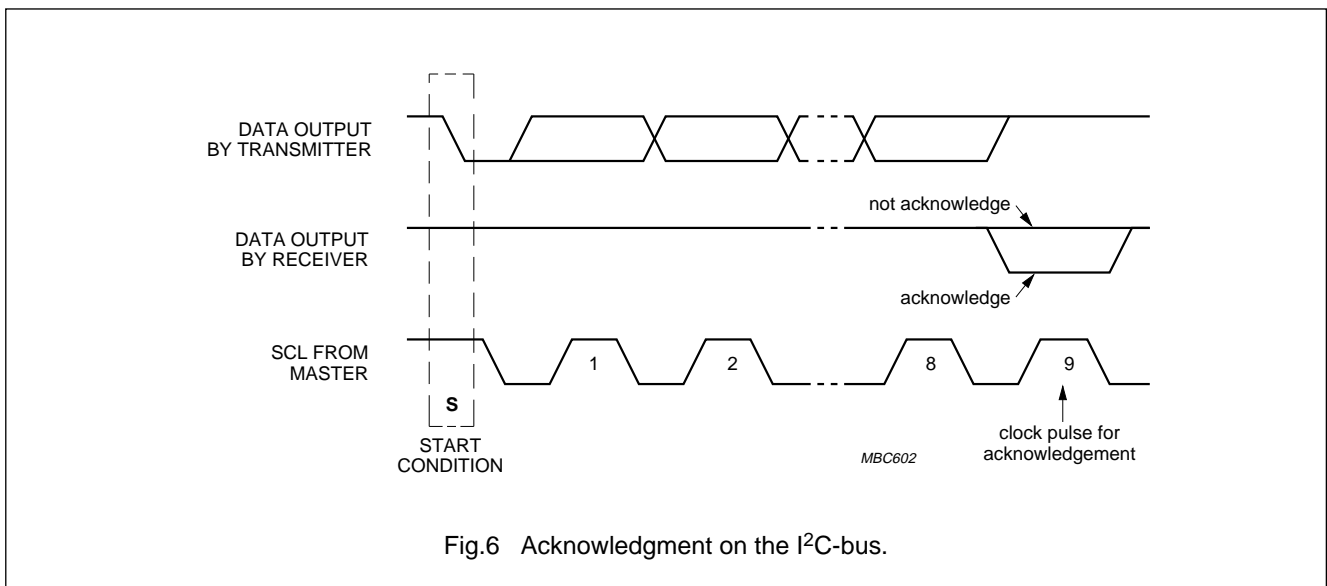 DATA OUTPUT
BY TRANSMITTER
not acknowledge
DATA OUTPUT
BY RECEIVER
acknowledge
SCL FROM
MASTER
1
2
8
9
S
START
CONDITION
clock pulse for
acknowledgement
MBC602
Fig.6 Acknowledgment on the I²C-bus.